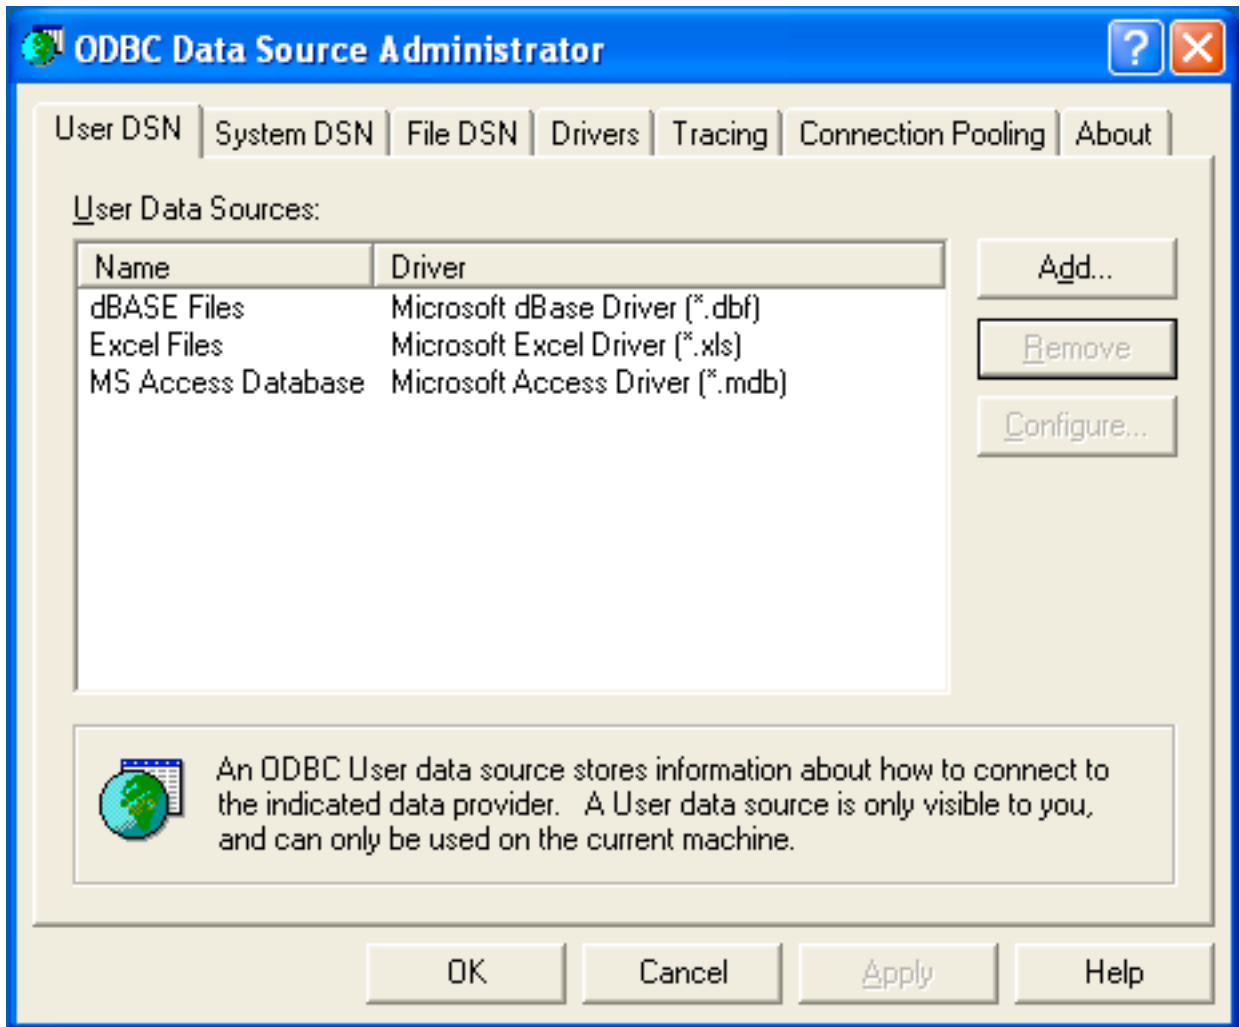 ODBC Data Source Administrator
?
User DSN System DSN File DSN Drivers Tracing Connection Pooling About
User Data Sources:
Name Driver
dBASE Files Microsoft dBase Driver (*.dbf)
Excel Files Microsoft Excel Driver (*.xls)
MS Access Database Microsoft Access Driver (*.mdb)
Add...
Remove
Configure...
An ODBC User data source stores information about how to connect to
the indicated data provider. A User data source is only visible to you,
and can only be used on the current machine.
OK Cancel Apply Help